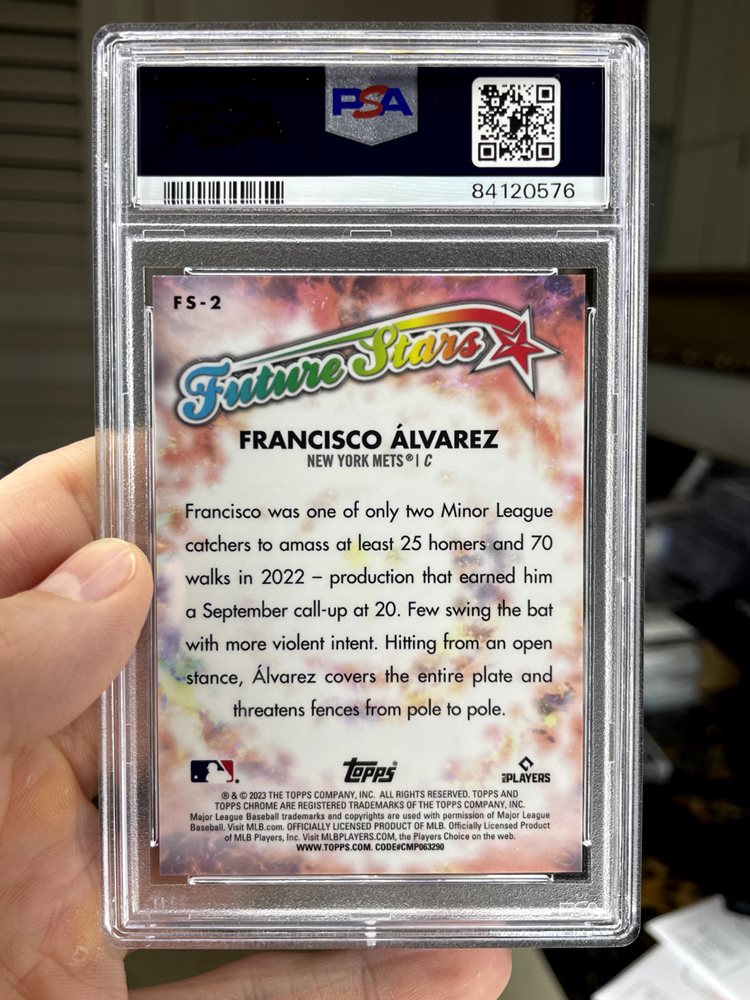 PSA
84120576
FS-2
Future Stars
FRANCISCO ÁLVAREZ
NEW YORK METS® | C
Francisco was one of only two Minor League
catchers to amass at least 25 homers and 70
walks in 2022 – production that earned him
a September call-up at 20. Few swing the bat
with more violent intent. Hitting from an open
stance, Álvarez covers the entire plate and
threatens fences from pole to pole.
Topps
PLAYERS
® & © 2023 THE TOPPS COMPANY, INC. ALL RIGHTS RESERVED. TOPPS AND
TOPPS CHROME ARE REGISTERED TRADEMARKS OF THE TOPPS COMPANY, INC.
Major League Baseball trademarks and copyrights are used with permission of Major League
Baseball. Visit MLB.com. OFFICIALLY LICENSED PRODUCT OF MLB. Officially Licensed Product
of MLB Players, Inc. Visit MLBPLAYERS.COM, the Players Choice on the web.
WWW.TOPPS.COM. CODE#CMP063290
PSA